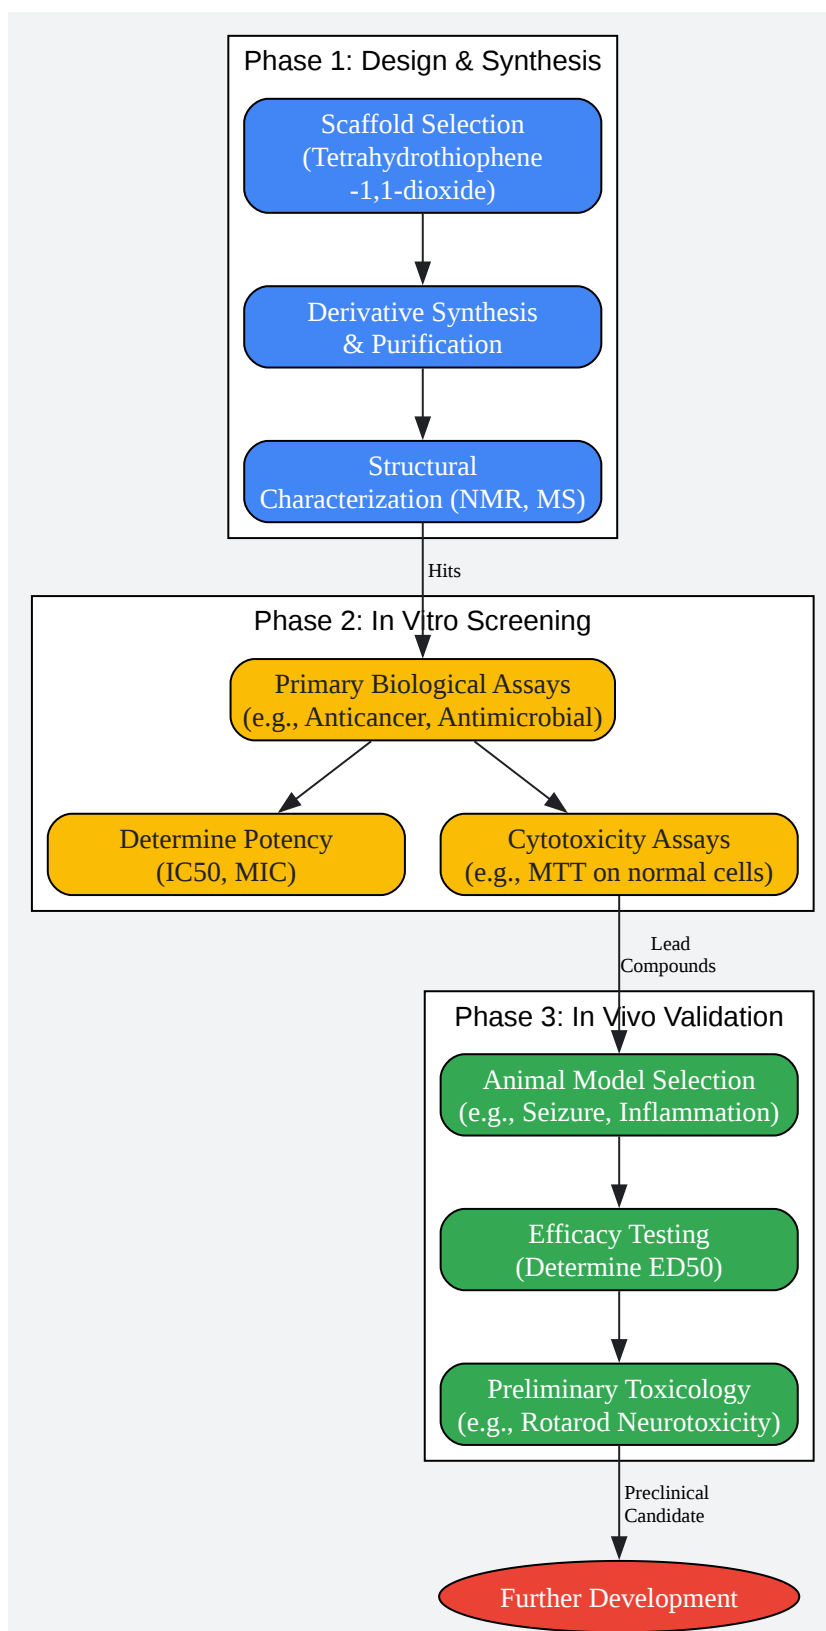 Phase 1: Design & Synthesis
Scaffold Selection
(Tetrahydrothiophene
-1,1-dioxide)
Derivative Synthesis
& Purification
Structural
Characterization (NMR, MS)
Hits
Phase 2: In Vitro Screening
Primary Biological Assays
(e.g., Anticancer, Antimicrobial)
Determine Potency
(IC50, MIC)
Cytotoxicity Assays
(e.g., MTT on normal cells)
Lead
Compounds
Phase 3: In Vivo Validation
Animal Model Selection
(e.g., Seizure, Inflammation)
Efficacy Testing
(Determine ED50)
Preliminary Toxicology
(e.g., Rotarod Neurotoxicity)
Preclinical
Candidate
Further Development